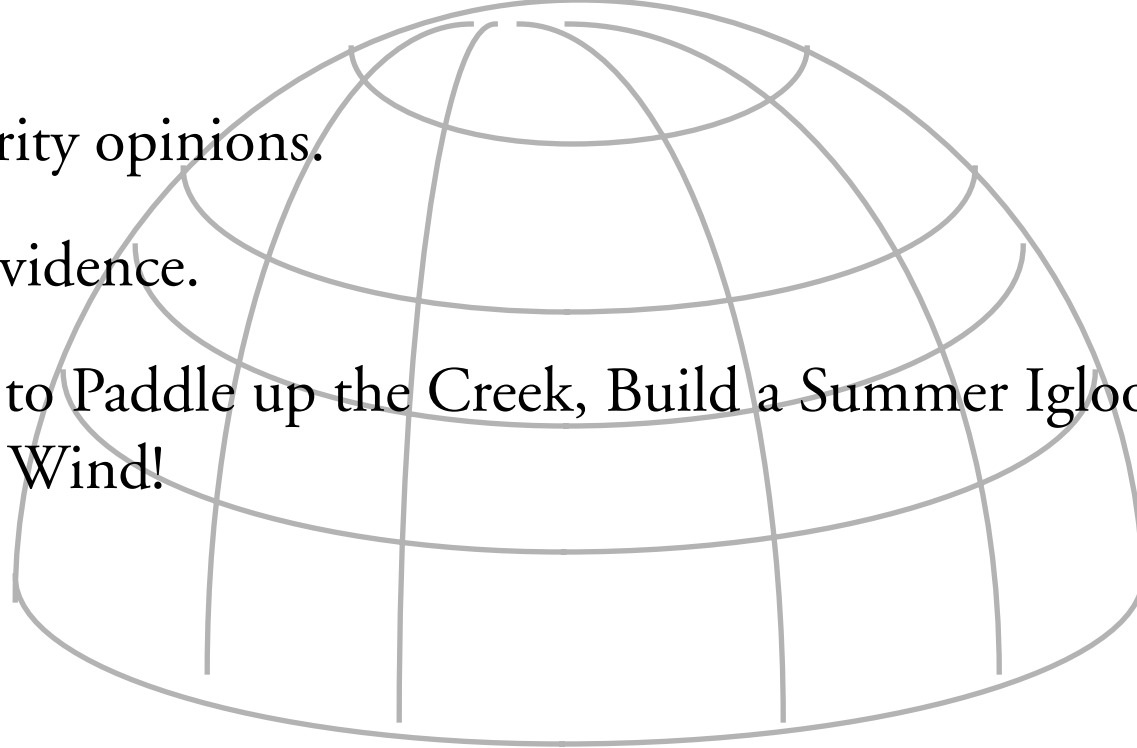 rity opinions.
vidence.
to Paddle up the Creek, Build a Summer Igloo
Wind!